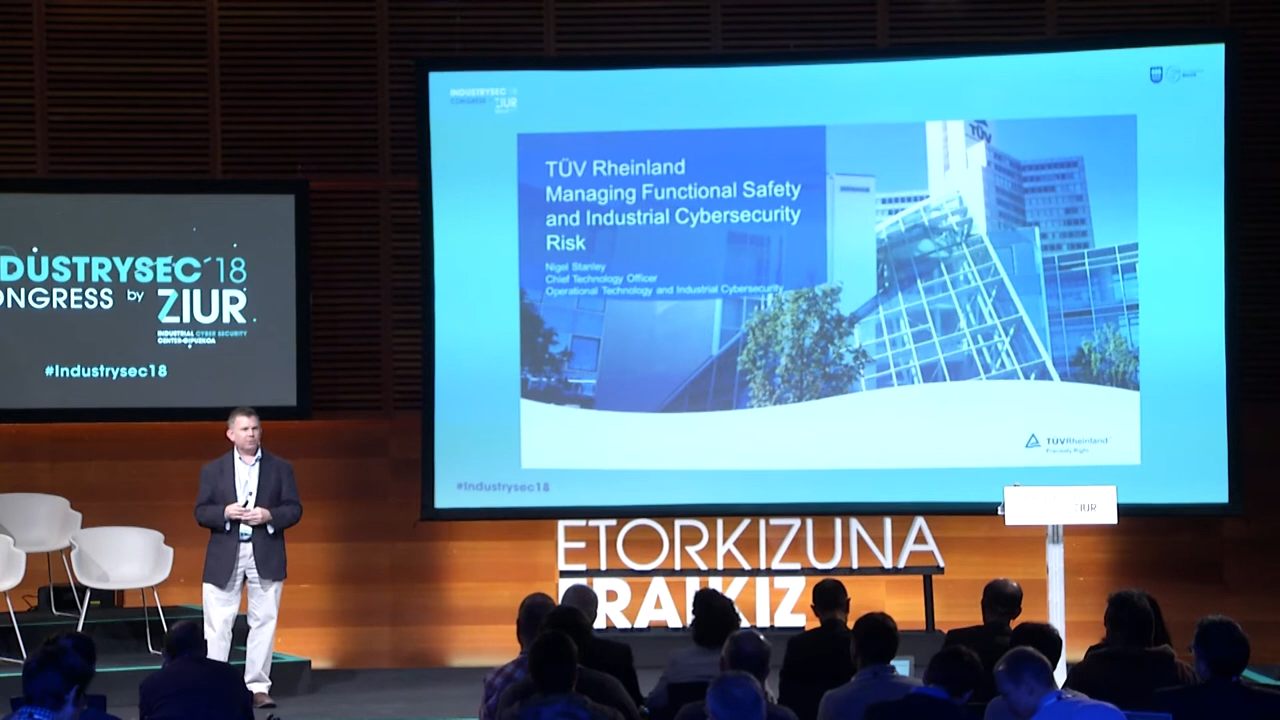 NDUSTRYSEC´18
ONGRESS by ZIUR
INDUSTRIAL CYBER SECURITY
CENTER-GIPUZKOA
#Industrysec18
INDUSTRYSEC
CONGRESS
ZIUR
TÜV
TÜV Rheinland
Managing Functional Safety
and Industrial Cybersecurity
Risk
Nigel Stanley
Chief Technology Officer
Operational Technology and Industrial Cybersecurity
TÜVRheinland
Precisely Right.
#Industrysec18
ZIUR
ETORKIZUNA
ERAIKIZ